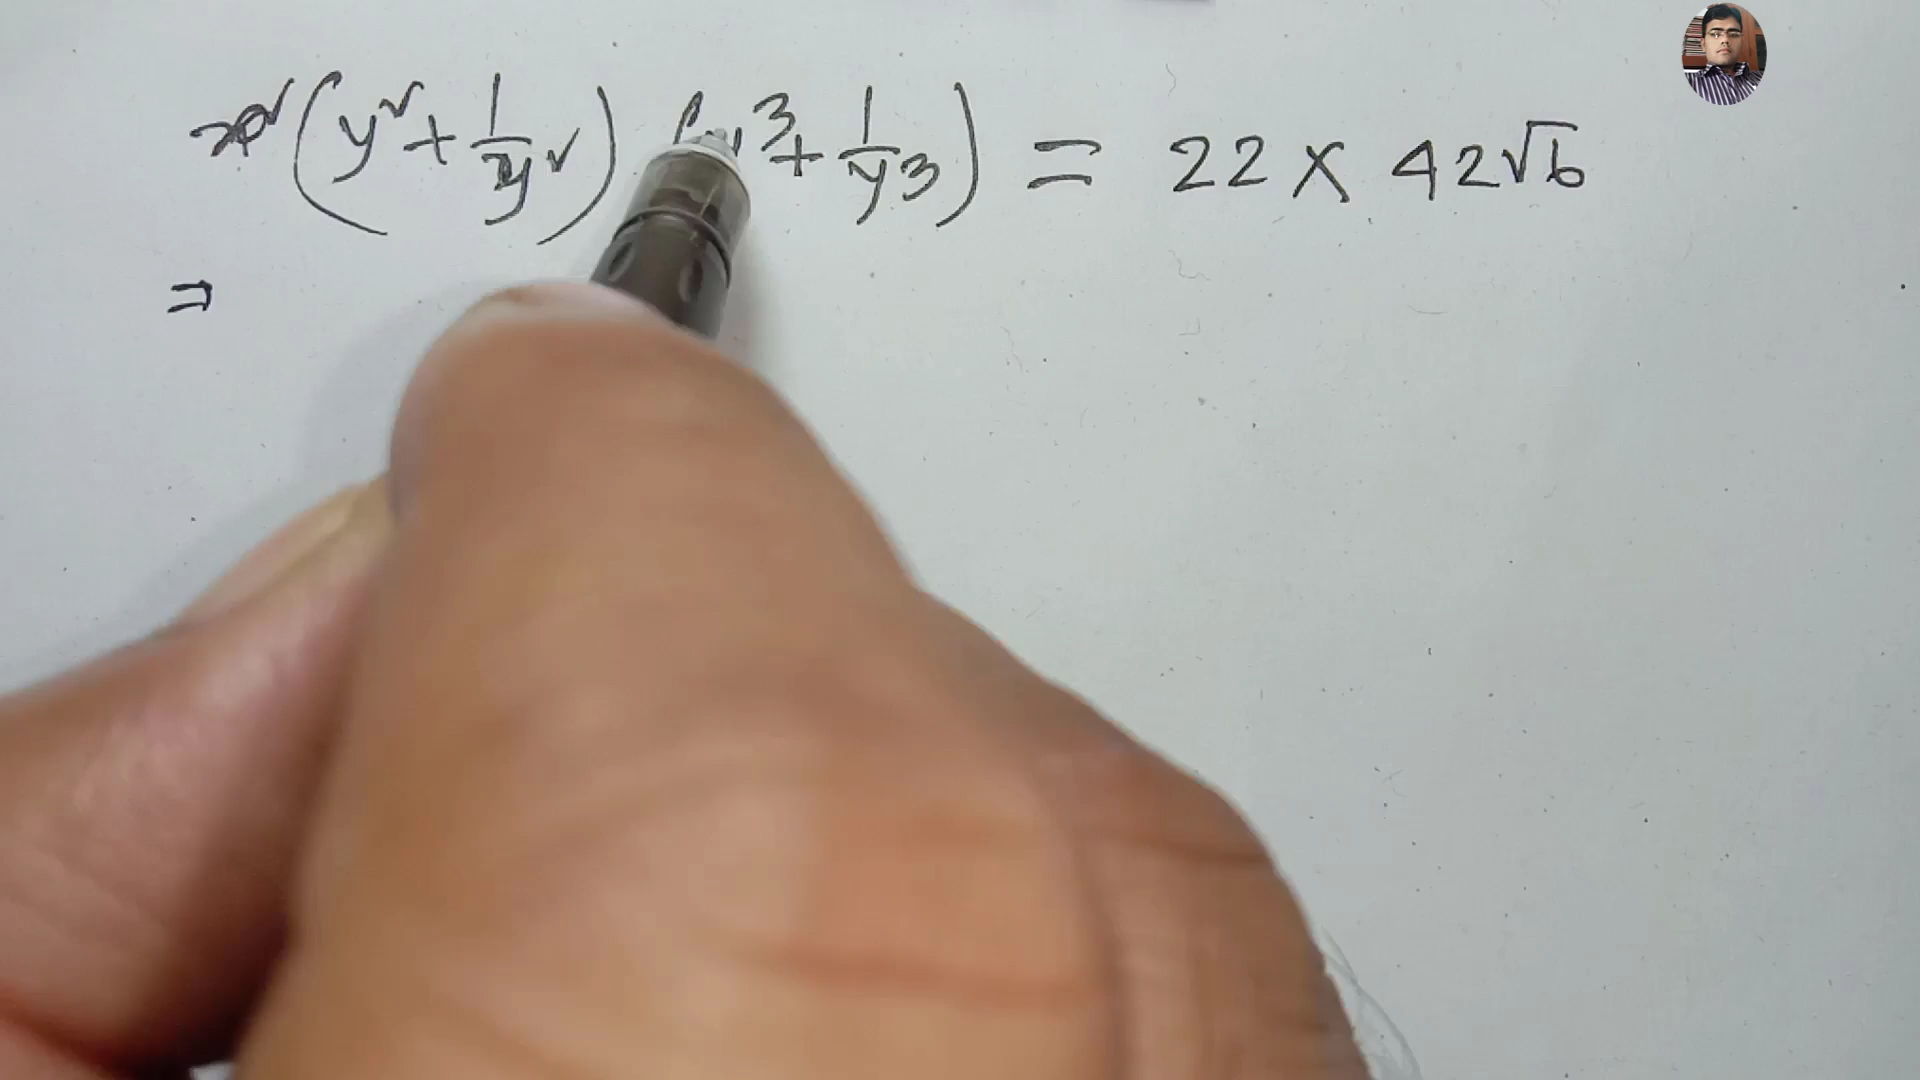 (y² + 1/y²) (y³ + 1/y³) = 22 × 42√6
=